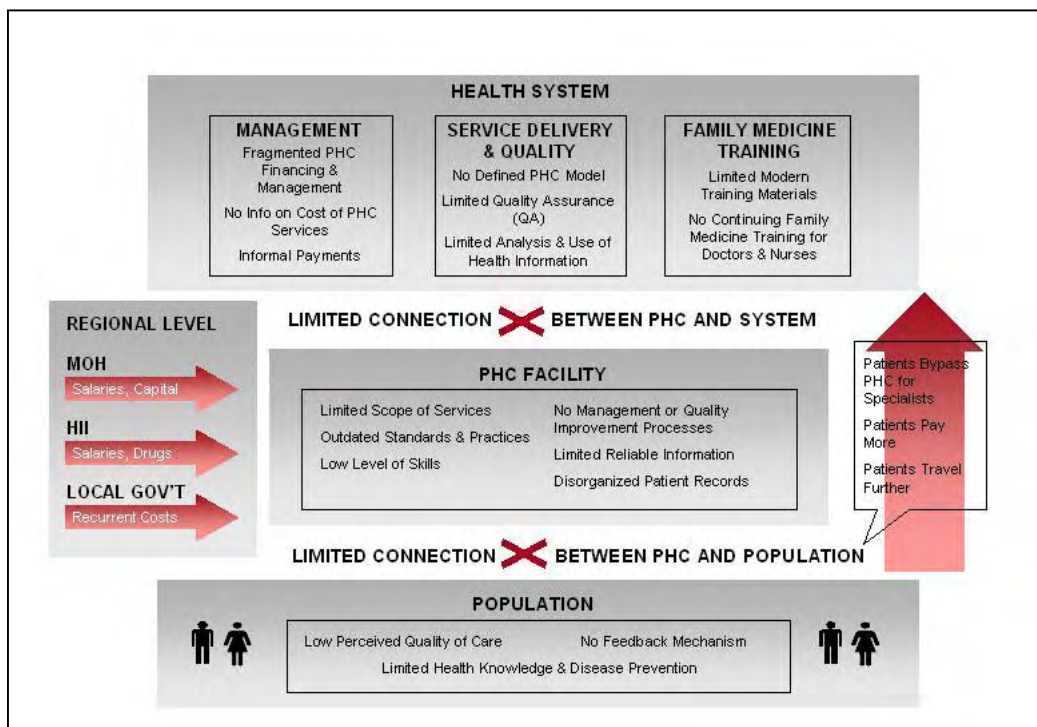 HEALTH SYSTEM
MANAGEMENT
Fragmented PHC
Financing &
Management
No Info on Cost of PHC
Services
Informal Payments
SERVICE DELIVERY
& QUALITY
No Defined PHC Model
Limited Quality Assurance
(QA)
Limited Analysis & Use of
Health Information
FAMILY MEDICINE
TRAINING
Limited Modern
Training Materials
No Continuing Family
Medicine Training for
Doctors & Nurses
LIMITED CONNECTION BETWEEN PHC AND SYSTEM
REGIONAL LEVEL
MOH
Salaries, Capital
HII
Salaries, Drugs
LOCAL GOV'T
Recurrent Costs
PHC FACILITY
Limited Scope of Services
Outdated Standards & Practices
Low Level of Skills
No Management or Quality
Improvement Processes
Limited Reliable Information
Disorganized Patient Records
Patients Bypass
PHC for
Specialists
Patients Pay
More
Patients Travel
Further
LIMITED CONNECTION BETWEEN PHC AND POPULATION
POPULATION
Low Perceived Quality of Care
No Feedback Mechanism
Limited Health Knowledge & Disease Prevention